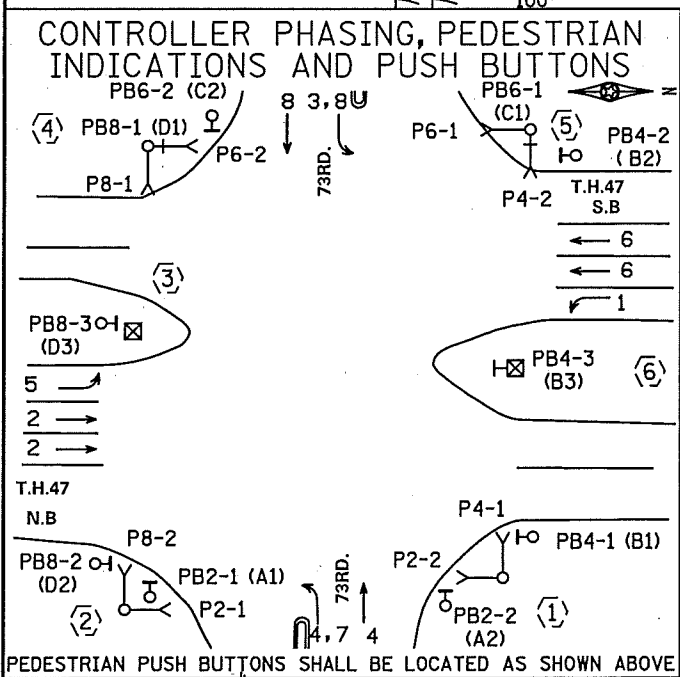 100
CONTROLLER PHASING, PEDESTRIAN
INDICATIONS AND PUSH BUTTONS
PB6-2 (C2)
8 3,8
PB6-1
(C1)
N
4
PB8-1 (D1)
P6-1
5
PB4-2
(B2)
P6-2
73RD.
P8-1
P4-2
T.H.47
S.B
6
6
3
1
PB8-3
(D3)
PB4-3
(B3)
6
5
2
2
T.H.47
N.B
P4-1
P8-2
PB8-2
(D2)
PB2-1 (A1)
P2-2
PB4-1 (B1)
73RD.
2
P2-1
PB2-2
(A2)
1
4,7 4
PEDESTRIAN PUSH BUTTONS SHALL BE LOCATED AS SHOWN ABOVE